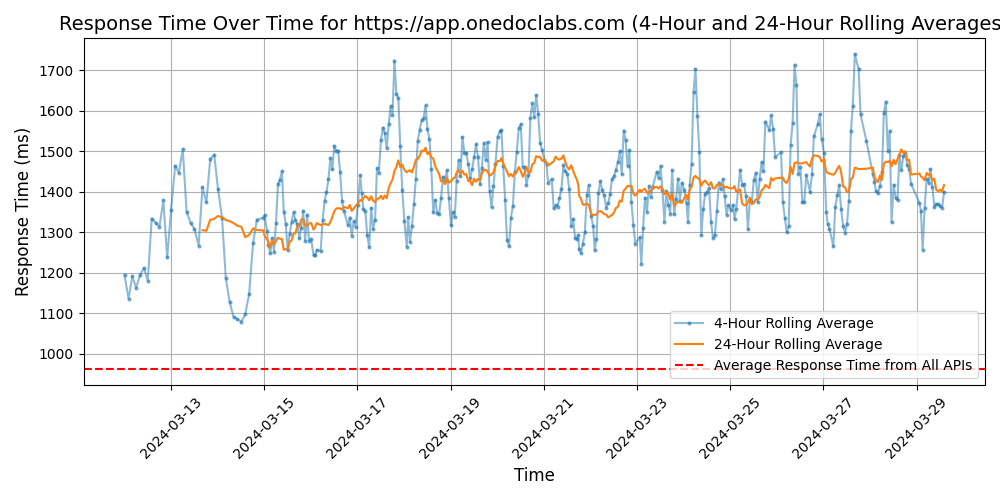 Response Time Over Time for https://app.onedoclabs.com (4-Hour and 24-Hour Rolling Averages
Response Time (ms)
1700
1600
1500
1400
1300
1200
1100
1000
4-Hour Rolling Average
24-Hour Rolling Average
Average Response Time from All APIs
2024-03-13
2024-03-15
2024-03-17
2024-03-19
2024-03-21
2024-03-23
2024-03-25
2024-03-27
2024-03-29
Time